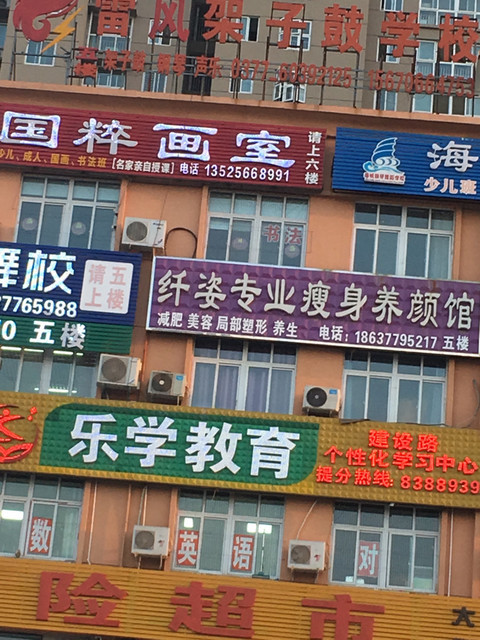 雷风架子鼓学校
国粹画室
请上六楼
少儿、成人、国画、书法班 [名家亲自授课] 电话 13525668991
海
少儿班
书法
舞校
请上五楼
7765988
五楼
纤姿专业瘦身养颜馆
减肥 美容 局部塑形 养生 电话: 18637795217 五楼
乐学教育
建设路
个性化学习中心
提分热线: 8388939
数
英语
对
险超市
大